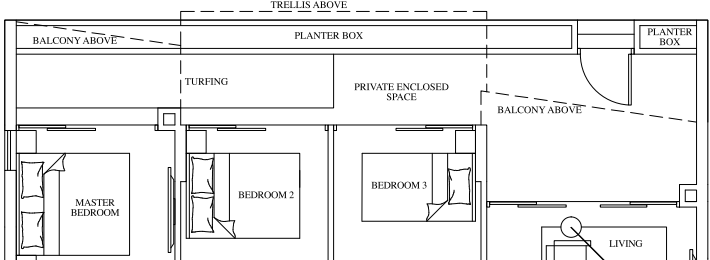 TRELLIS ABOVE
BALCONY ABOVE
PLANTER BOX
PLANTER
BOX
TURFING
PRIVATE ENCLOSED
SPACE
BALCONY ABOVE
MASTER
BEDROOM
BEDROOM 2
BEDROOM 3
LIVING